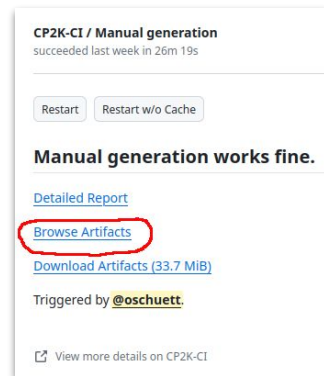 CP2K-CI / Manual generation
succeeded last week in 26m 19s
Restart Restart w/o Cache
Manual generation works fine.
Detailed Report
Browse Artifacts
Download Artifacts (33.7 MiB)
Triggered by @oschuett.
View more details on CP2K-CI